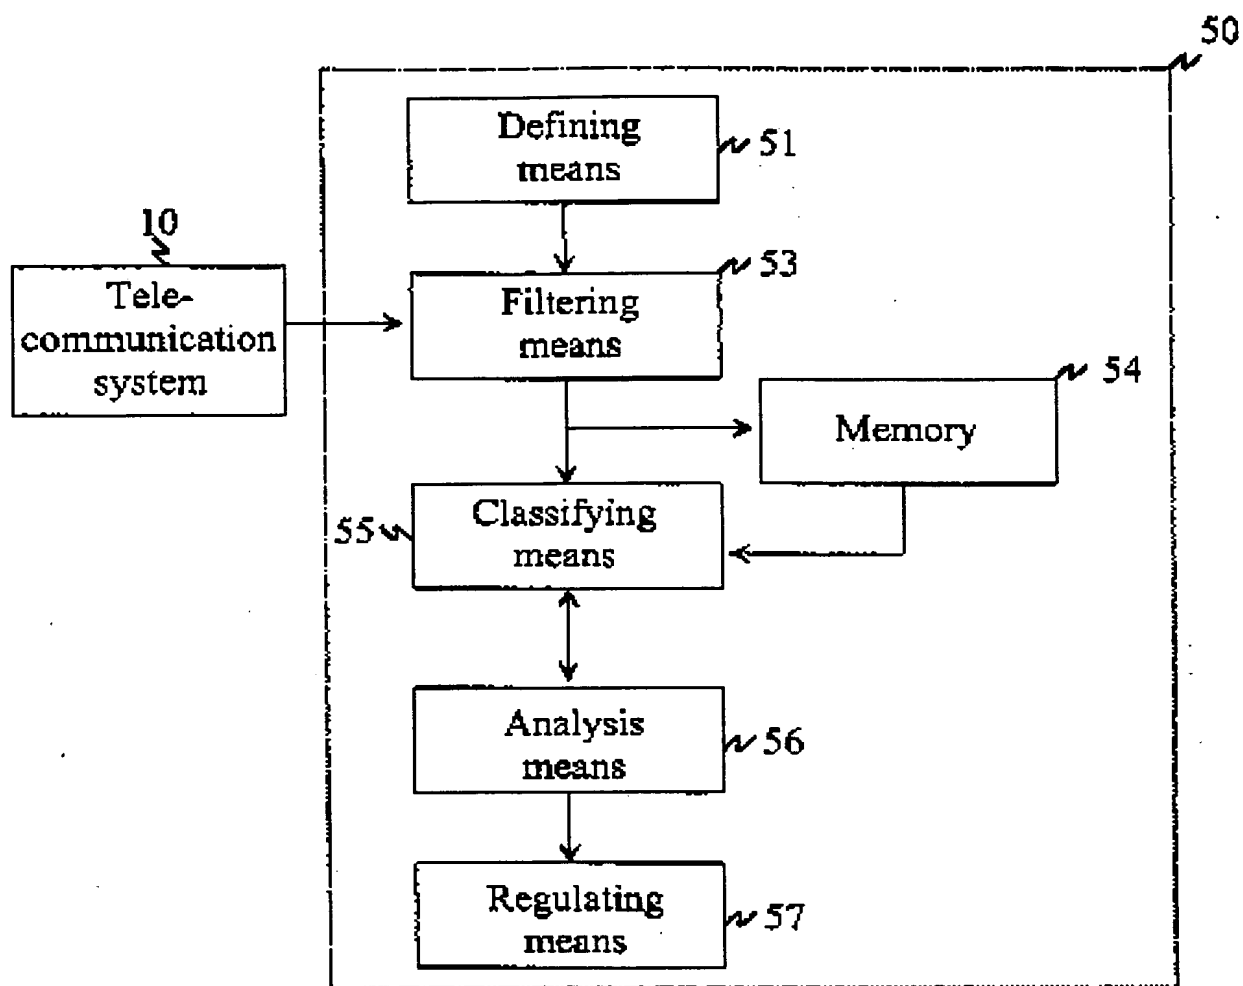 50
Defining
means
51
10
Tele-
communication
system
53
Filtering
means
54
Memory
55
Classifying
means
Analysis
means
56
Regulating
means
57